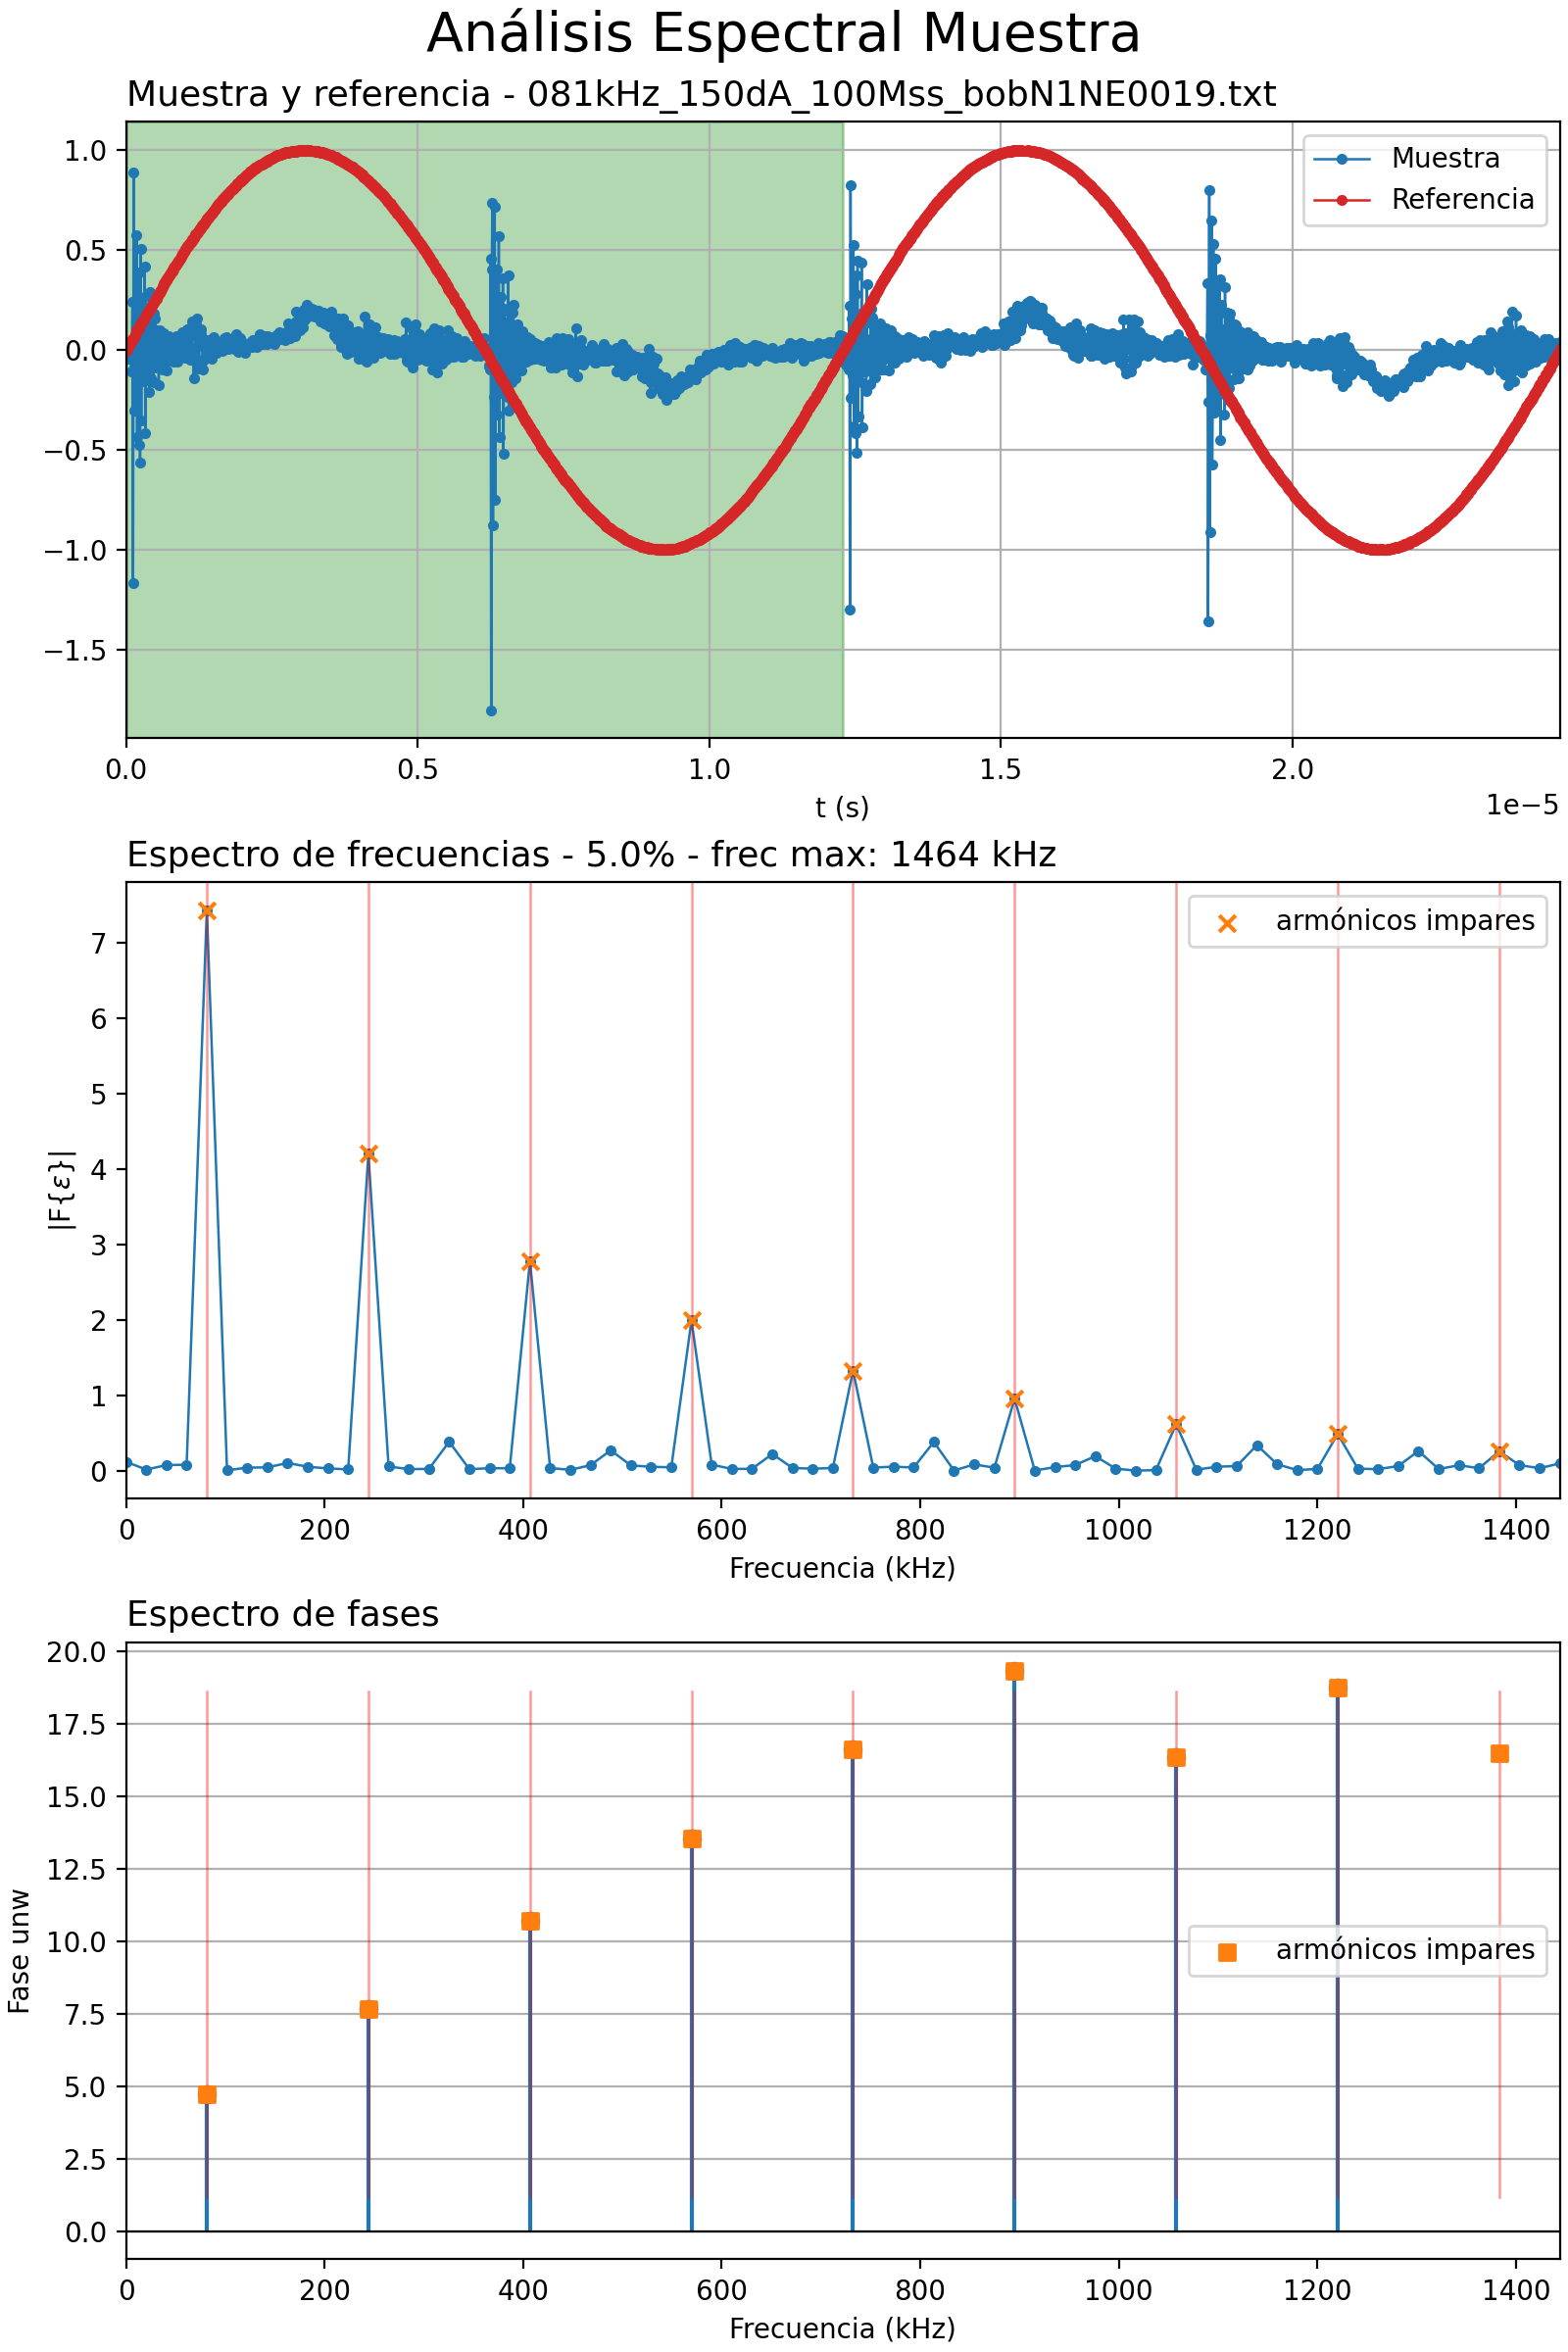 Análisis Espectral Muestra
Muestra y referencia - 081kHz_150dA_100Mss_bobN1NE0019.txt
Muestra
Referencia
1.0
0.5
0.0
−0.5
−1.0
−1.5
0.0 0.5 1.0 1.5 2.0
t (s)
1e−5
Espectro de frecuencias - 5.0% - frec max: 1464 kHz
armónicos impares
|F{ε}|
7
6
5
4
3
2
1
0
0 200 400 600 800 1000 1200 1400
Frecuencia (kHz)
Espectro de fases
armónicos impares
Fase unw
20.0
17.5
15.0
12.5
10.0
7.5
5.0
2.5
0.0
0 200 400 600 800 1000 1200 1400
Frecuencia (kHz)